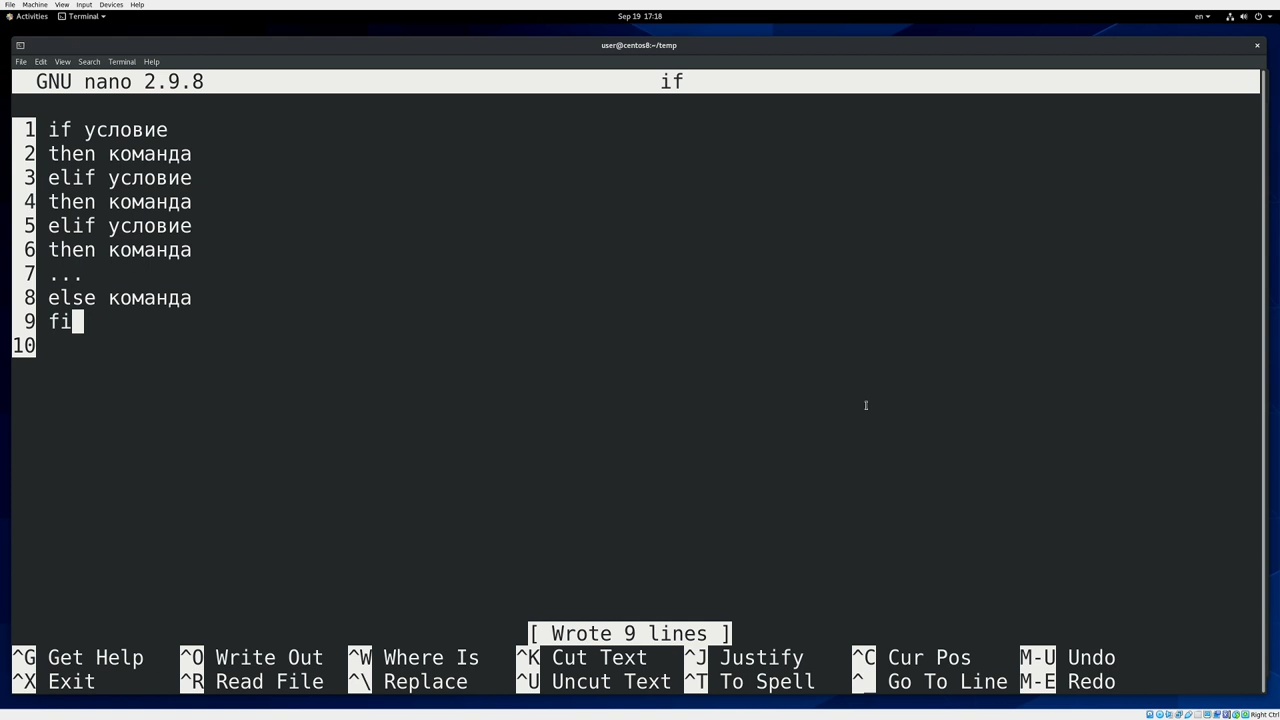 File Machine View Input Devices Help
Activities Terminal Sep 19 17:18 en
user@centos8:~/temp
File Edit View Search Terminal Help
GNU nano 2.9.8 if
1 if условие
2 then команда
3 elif условие
4 then команда
5 elif условие
6 then команда
7 ...
8 else команда
9 fi
10
[ Wrote 9 lines ]
^G Get Help ^O Write Out ^W Where Is ^K Cut Text ^J Justify ^C Cur Pos M-U Undo
^X Exit ^R Read File ^\ Replace ^U Uncut Text ^T To Spell ^_ Go To Line M-E Redo
Right Ctrl